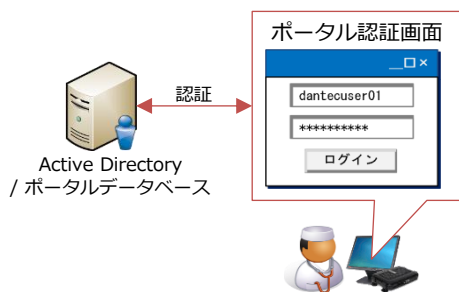 ポータル認証画面
dantecuser01
**********
ログイン
認証
Active Directory
/ ポータルデータベース